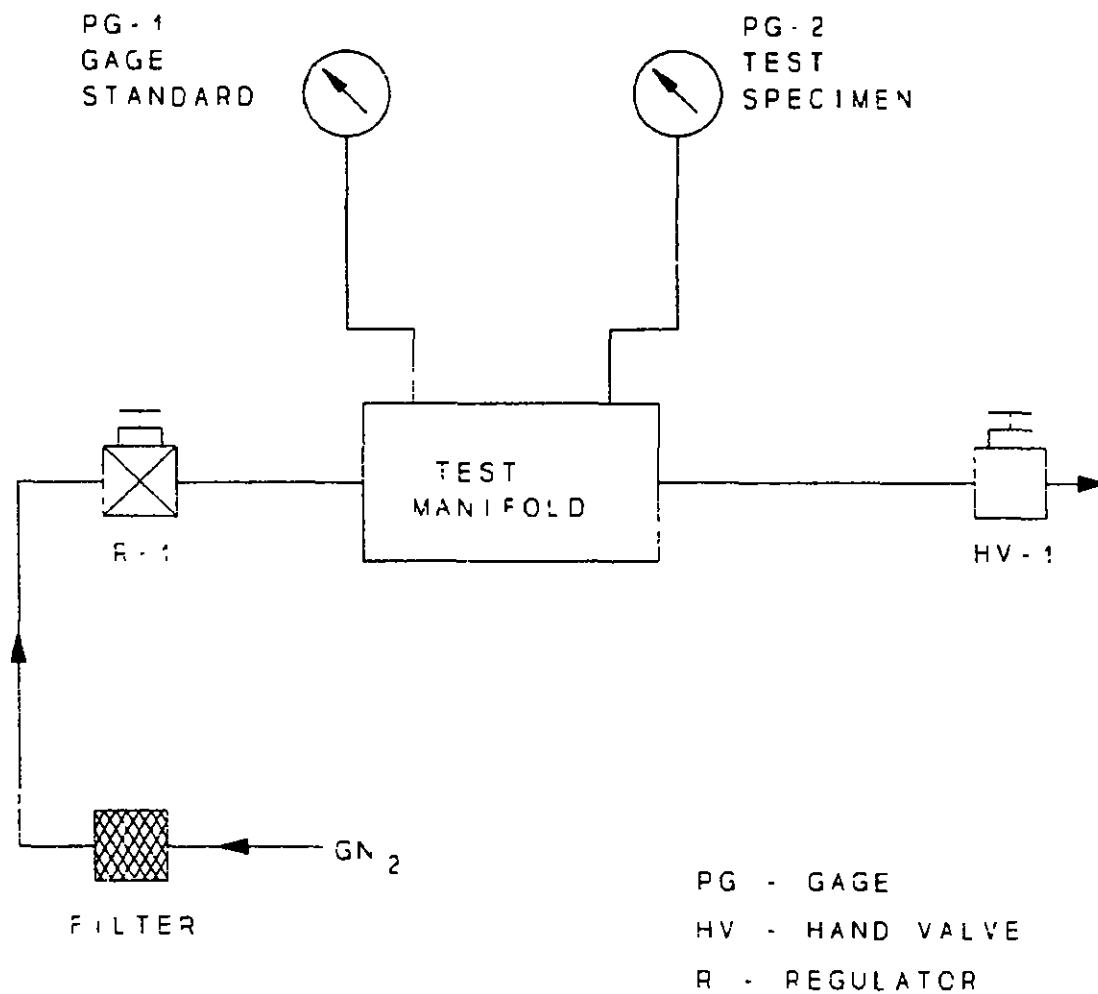 PG-1
GAGE
STANDARD
PG-2
TEST
SPECIMEN
TEST
MANIFOLD
R-1
HV-1
GN2
FILTER
PG - GAGE
HV - HAND VALVE
R - REGULATOR